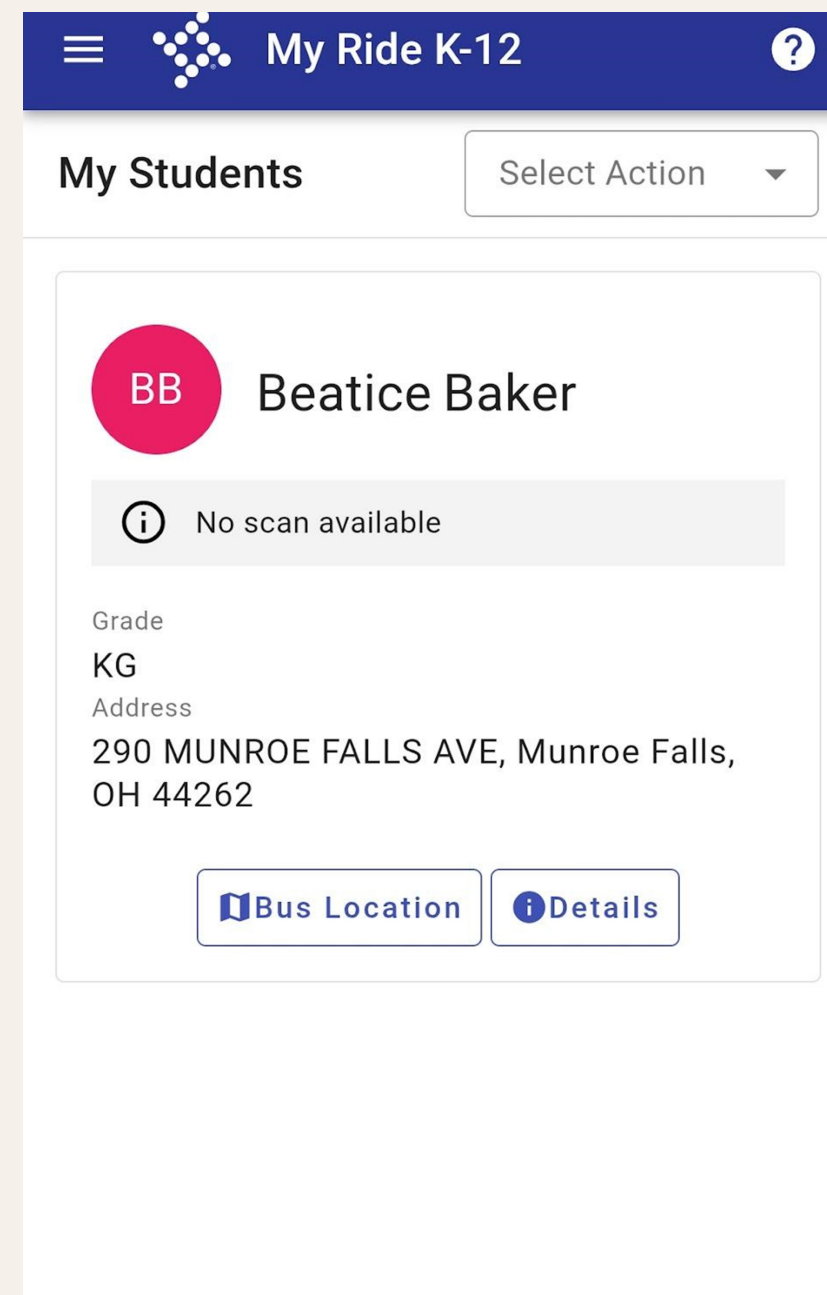 My Ride K-12
?
My Students
Select Action
BB
Beatice Baker
No scan available
Grade
KG
Address
290 MUNROE FALLS AVE, Munroe Falls,
OH 44262
Bus Location
Details